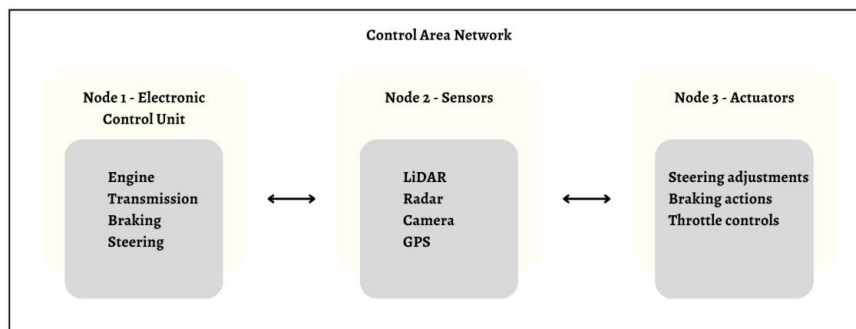 Control Area Network
Node 1 - Electronic
Control Unit
Engine
Transmission
Braking
Steering
Node 2 - Sensors
LiDAR
Radar
Camera
GPS
Node 3 - Actuators
Steering adjustments
Braking actions
Throttle controls